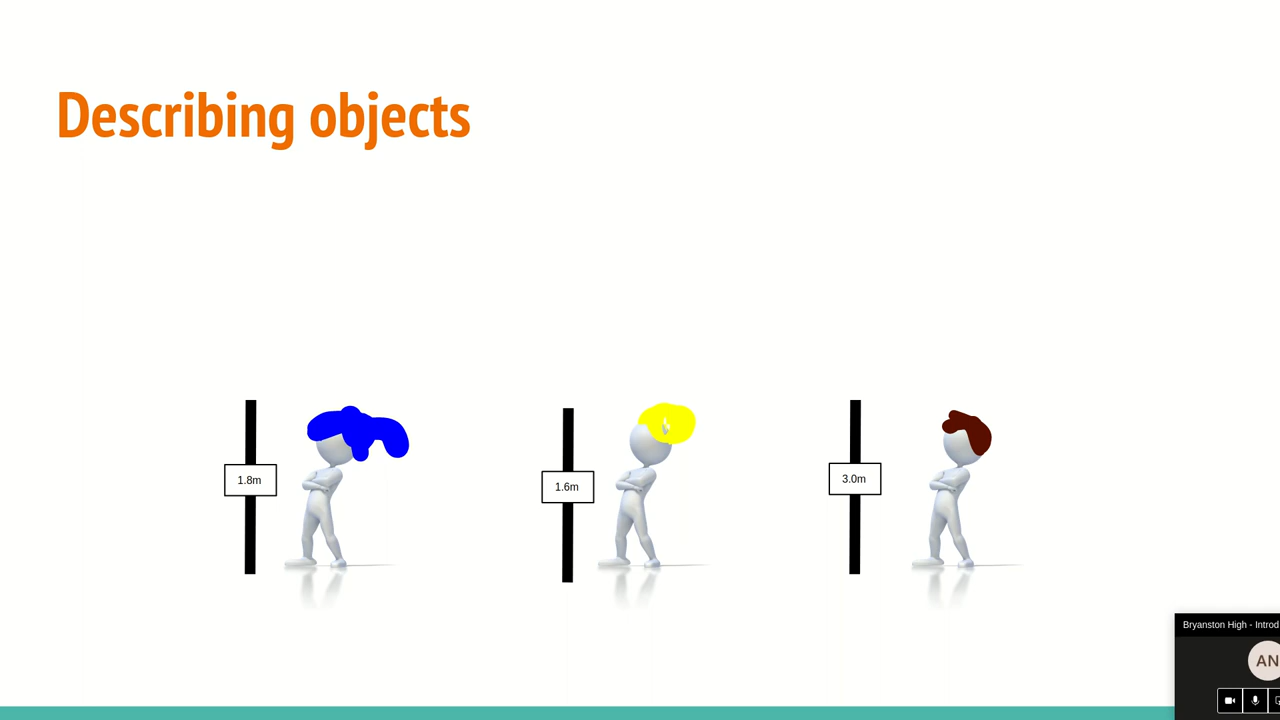 Describing objects
1.8m
1.6m
3.0m
Bryanston High - Introd
AN